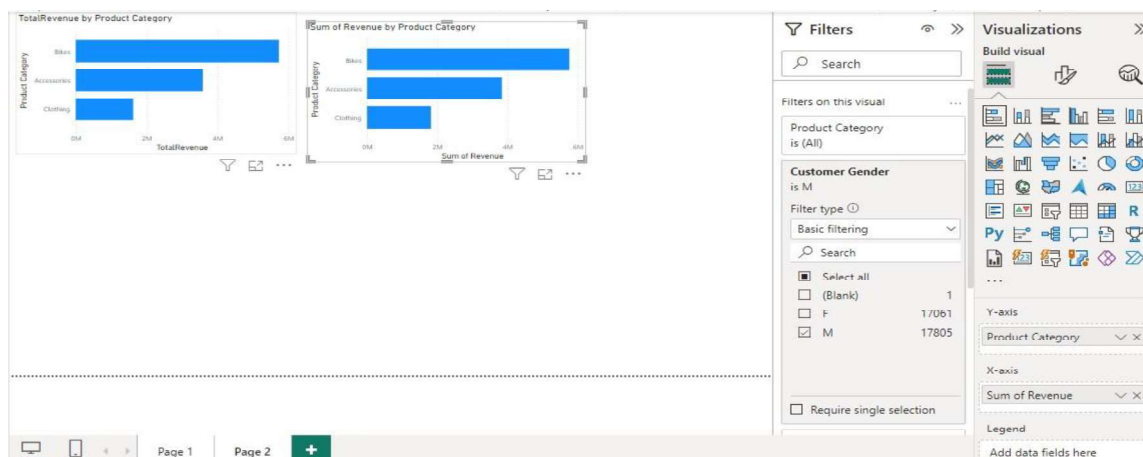 TotalRevenue by Product Category
Product Category
Bikes
Accessories
Clothing
0M 2M 4M 6M
TotalRevenue
Sum of Revenue by Product Category
Product Category
Bikes
Accessories
Clothing
0M 2M 4M 6M
Sum of Revenue
Filters
Search
Filters on this visual
Product Category
is (All)
Customer Gender
is M
Filter type
Basic filtering
Search
Select all
(Blank) 1
F 17061
M 17805
Require single selection
Visualizations
Build visual
123
R
Py
123
Y-axis
Product Category
X-axis
Sum of Revenue
Legend
Add data fields here
Page 1 Page 2 +